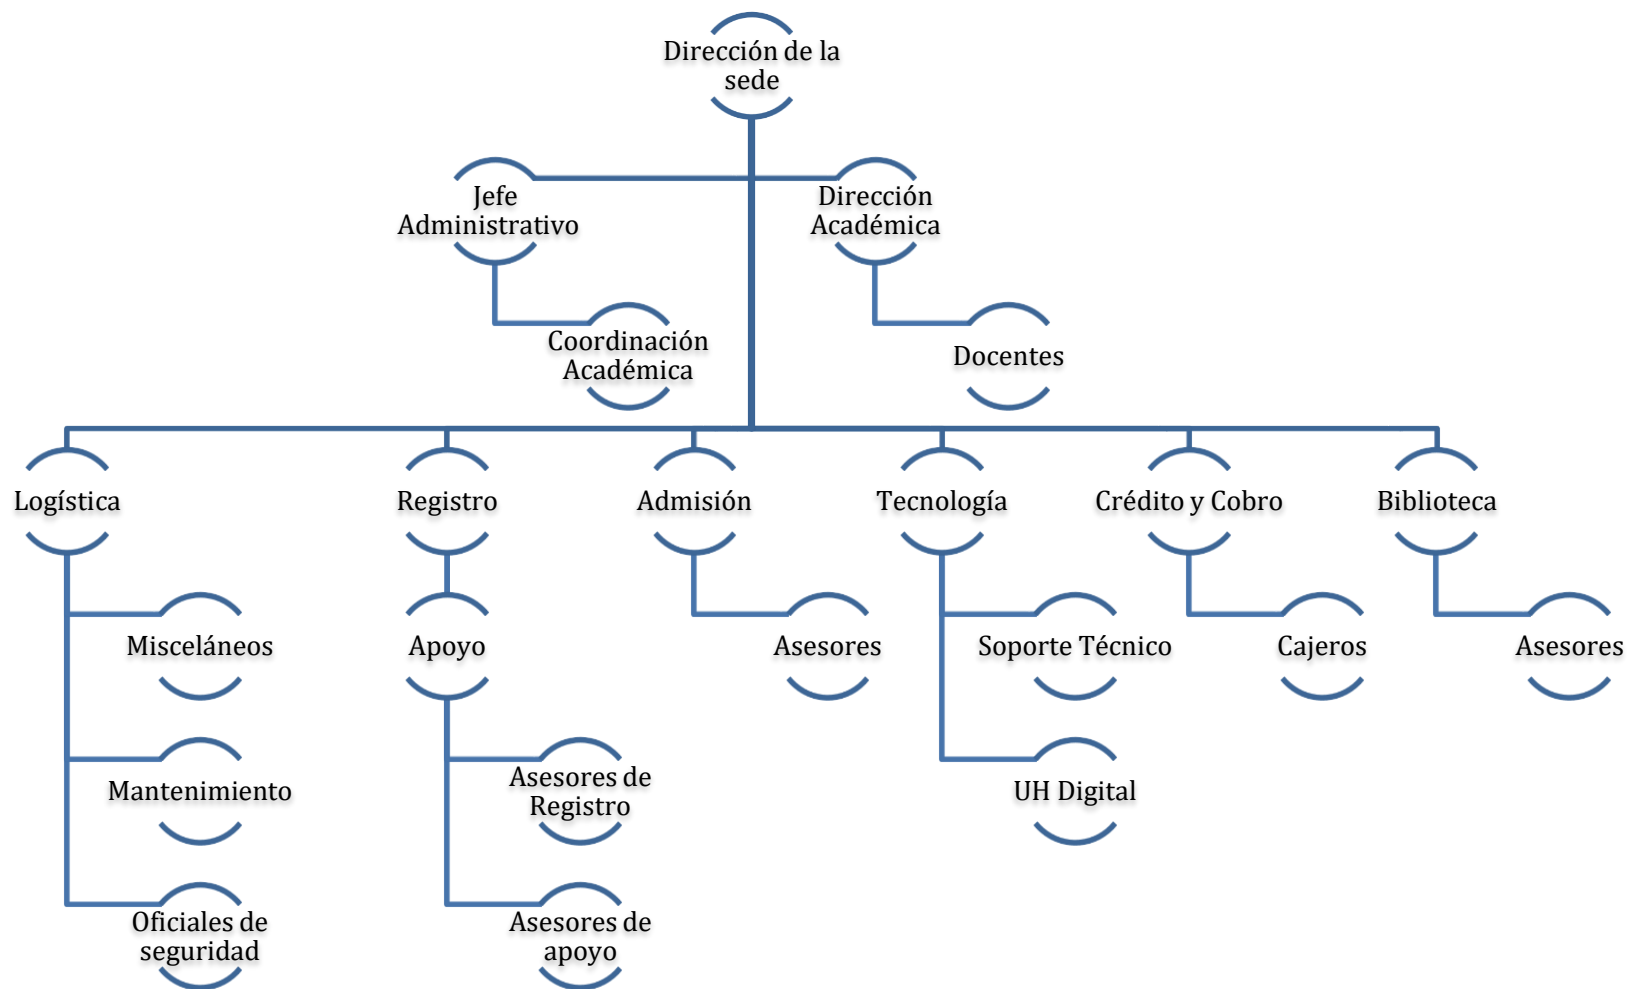 Dirección de la
sede
Jefe
Administrativo
Dirección
Académica
Coordinación
Académica
Docentes
Logística
Registro
Admisión
Tecnología
Crédito y Cobro
Biblioteca
Misceláneos
Apoyo
Asesores
Soporte Técnico
Cajeros
Asesores
Mantenimiento
Asesores de
Registro
UH Digital
Oficiales de
seguridad
Asesores de
apoyo